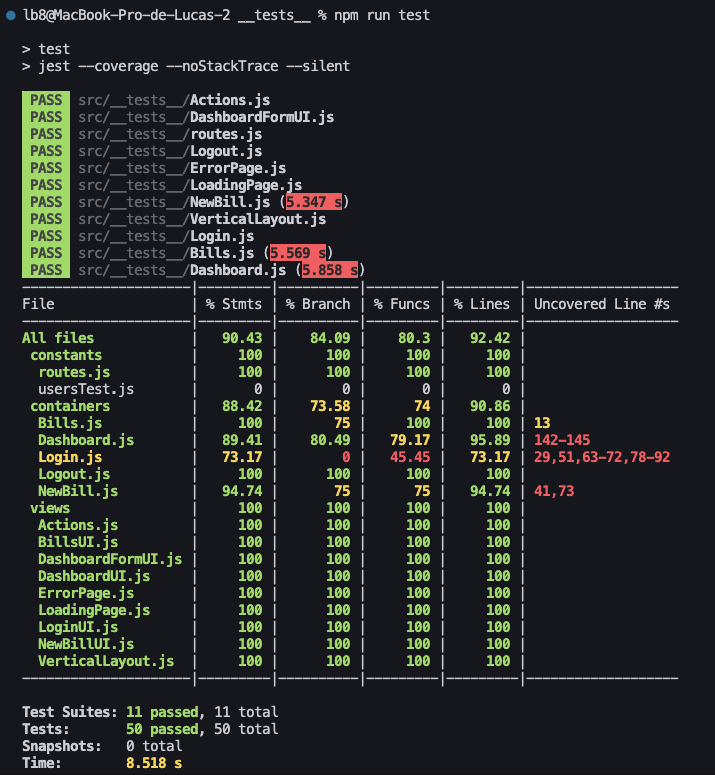 lb8@MacBook-Pro-de-Lucas-2 __tests__ % npm run test
> test
> jest --coverage --noStackTrace --silent
PASS src/__tests__/Actions.js
PASS src/__tests__/DashboardFormUI.js
PASS src/__tests__/routes.js
PASS src/__tests__/Logout.js
PASS src/__tests__/ErrorPage.js
PASS src/__tests__/LoadingPage.js
PASS src/__tests__/NewBill.js (5.347 s)
PASS src/__tests__/VerticalLayout.js
PASS src/__tests__/Login.js
PASS src/__tests__/Bills.js (5.569 s)
PASS src/__tests__/Dashboard.js (5.858 s)
--------------------|---------|----------|---------|---------|-------------------
File | % Stmts | % Branch | % Funcs | % Lines | Uncovered Line #s
--------------------|---------|----------|---------|---------|-------------------
All files | 90.43 | 84.09 | 80.3 | 92.42 |
constants | 100 | 100 | 100 | 100 |
routes.js | 100 | 100 | 100 | 100 |
usersTest.js | 0 | 0 | 0 | 0 |
containers | 88.42 | 73.58 | 74 | 90.86 |
Bills.js | 100 | 75 | 100 | 100 | 13
Dashboard.js | 89.41 | 80.49 | 79.17 | 95.89 | 142-145
Login.js | 73.17 | 0 | 45.45 | 73.17 | 29,51,63-72,78-92
Logout.js | 100 | 100 | 100 | 100 |
NewBill.js | 94.74 | 75 | 75 | 94.74 | 41,73
views | 100 | 100 | 100 | 100 |
Actions.js | 100 | 100 | 100 | 100 |
BillsUI.js | 100 | 100 | 100 | 100 |
DashboardFormUI.js | 100 | 100 | 100 | 100 |
DashboardUI.js | 100 | 100 | 100 | 100 |
ErrorPage.js | 100 | 100 | 100 | 100 |
LoadingPage.js | 100 | 100 | 100 | 100 |
LoginUI.js | 100 | 100 | 100 | 100 |
NewBillUI.js | 100 | 100 | 100 | 100 |
VerticalLayout.js | 100 | 100 | 100 | 100 |
--------------------|---------|----------|---------|---------|-------------------
Test Suites: 11 passed, 11 total
Tests: 50 passed, 50 total
Snapshots: 0 total
Time: 8.518 s